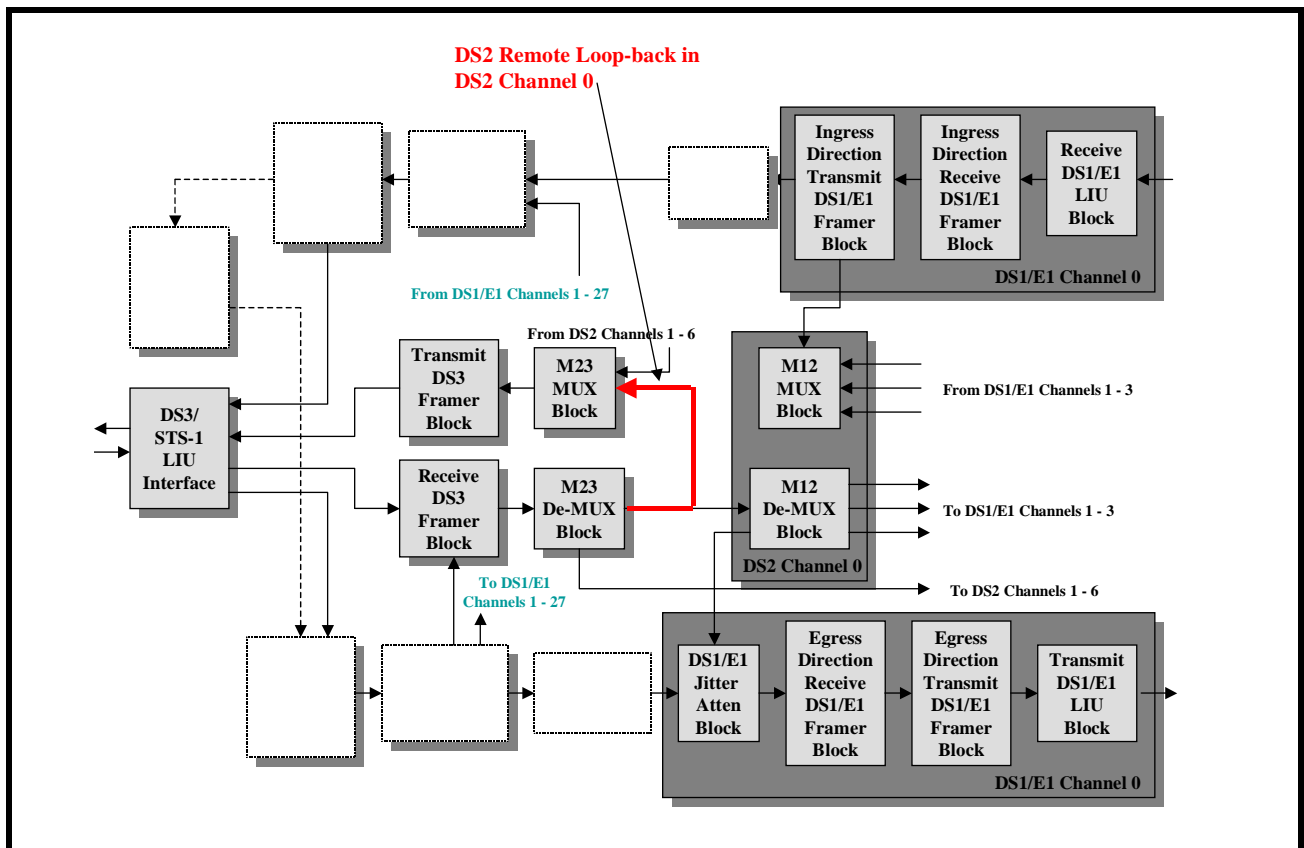 DS2 Remote Loop-back in
DS2 Channel 0
Ingress
Direction
Transmit
DS1/E1
Framer
Block
Ingress
Direction
Receive
DS1/E1
Framer
Block
Receive
DS1/E1
LIU
Block
DS1/E1 Channel 0
From DS1/E1 Channels 1 - 27
From DS2 Channels 1 - 6
Transmit
DS3
Framer
Block
M23
MUX
Block
M12
MUX
Block
From DS1/E1 Channels 1 - 3
DS3/
STS-1
LIU
Interface
Receive
DS3
Framer
Block
M23
De-MUX
Block
M12
De-MUX
Block
To DS1/E1 Channels 1 - 3
DS2 Channel 0
To DS1/E1
Channels 1 - 27
To DS2 Channels 1 - 6
DS1/E1
Jitter
Atten
Block
Egress
Direction
Receive
DS1/E1
Framer
Block
Egress
Direction
Transmit
DS1/E1
Framer
Block
Transmit
DS1/E1
LIU
Block
DS1/E1 Channel 0